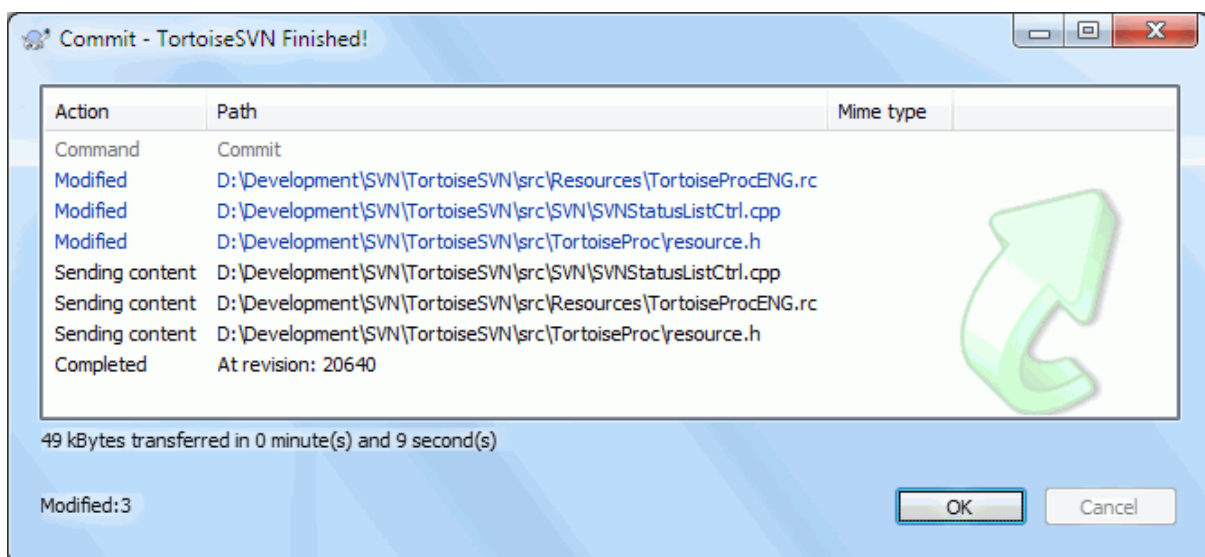 Commit - TortoiseSVN Finished!
Action Path Mime type
Command Commit
Modified D:\Development\SVN\TortoiseSVN\src\Resources\TortoiseProcENG.rc
Modified D:\Development\SVN\TortoiseSVN\src\SVN\SVNStatusListCtrl.cpp
Modified D:\Development\SVN\TortoiseSVN\src\TortoiseProc\resource.h
Sending content D:\Development\SVN\TortoiseSVN\src\SVN\SVNStatusListCtrl.cpp
Sending content D:\Development\SVN\TortoiseSVN\src\Resources\TortoiseProcENG.rc
Sending content D:\Development\SVN\TortoiseSVN\src\TortoiseProc\resource.h
Completed At revision: 20640
49 kBytes transferred in 0 minute(s) and 9 second(s)
Modified:3 OK Cancel